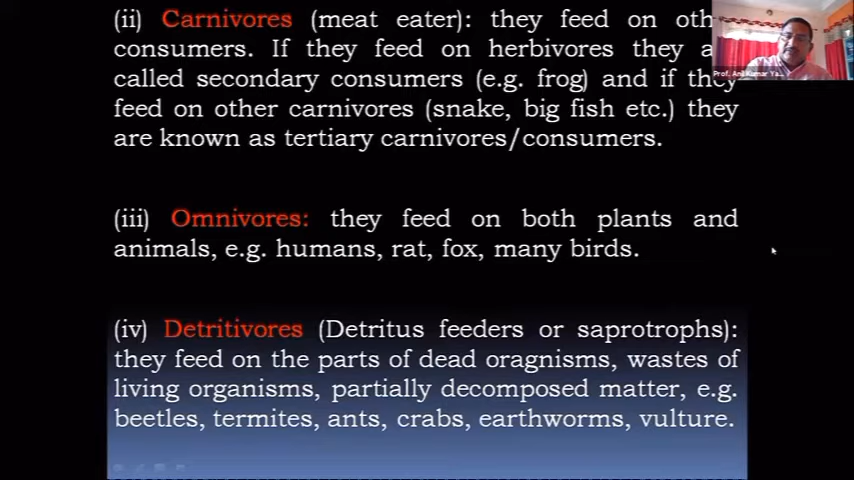 (ii) Carnivores (meat eater): they feed on oth
consumers. If they feed on herbivores they a
called secondary consumers (e.g. frog) and if they
feed on other carnivores (snake, big fish etc.) they
are known as tertiary carnivores/consumers.
(iii) Omnivores: they feed on both plants and
animals, e.g. humans, rat, fox, many birds.
(iv) Detritivores (Detritus feeders or saprotrophs):
they feed on the parts of dead oragnisms, wastes of
living organisms, partially decomposed matter, e.g.
beetles, termites, ants, crabs, earthworms, vulture.
Prof. Anil Kumar Ya...